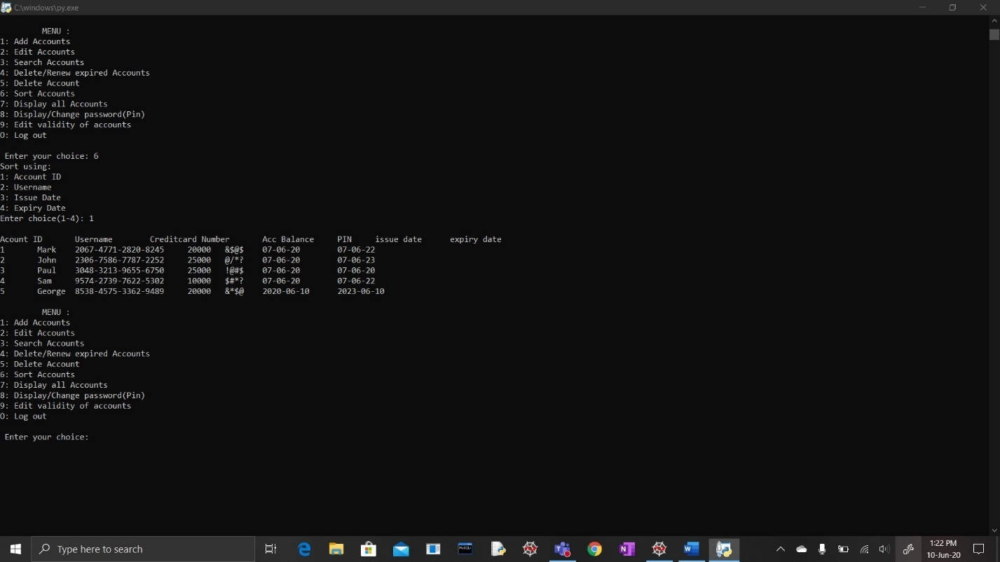 C:\windows\py.exe
MENU :
1: Add Accounts
2: Edit Accounts
3: Search Accounts
4: Delete/Renew expired Accounts
5: Delete Account
6: Sort Accounts
7: Display all Accounts
8: Display/Change password(Pin)
9: Edit validity of accounts
O: Log out
Enter your choice: 6
Sort using:
1: Account ID
2: Username
3: Issue Date
4: Expiry Date
Enter choice(1-4): 1
Acount ID Username Creditcard Number Acc Balance PIN issue date expiry date
1 Mark 2067-4771-2820-8245 20000 &$@$ 07-06-20 07-06-22
2 John 2306-7586-7787-2252 25000 @/*? 07-06-20 07-06-23
3 Paul 3048-3213-9655-6750 25000 !@#$ 07-06-20 07-06-20
4 Sam 9574-2739-7622-5302 10000 $#*? 07-06-20 07-06-22
5 George 8538-4575-3362-9489 20000 &*$@ 2020-06-10 2023-06-10
MENU :
1: Add Accounts
2: Edit Accounts
3: Search Accounts
4: Delete/Renew expired Accounts
5: Delete Account
6: Sort Accounts
7: Display all Accounts
8: Display/Change password(Pin)
9: Edit validity of accounts
O: Log out
Enter your choice:
Type here to search
MySQL
1:22 PM
10-Jun-20